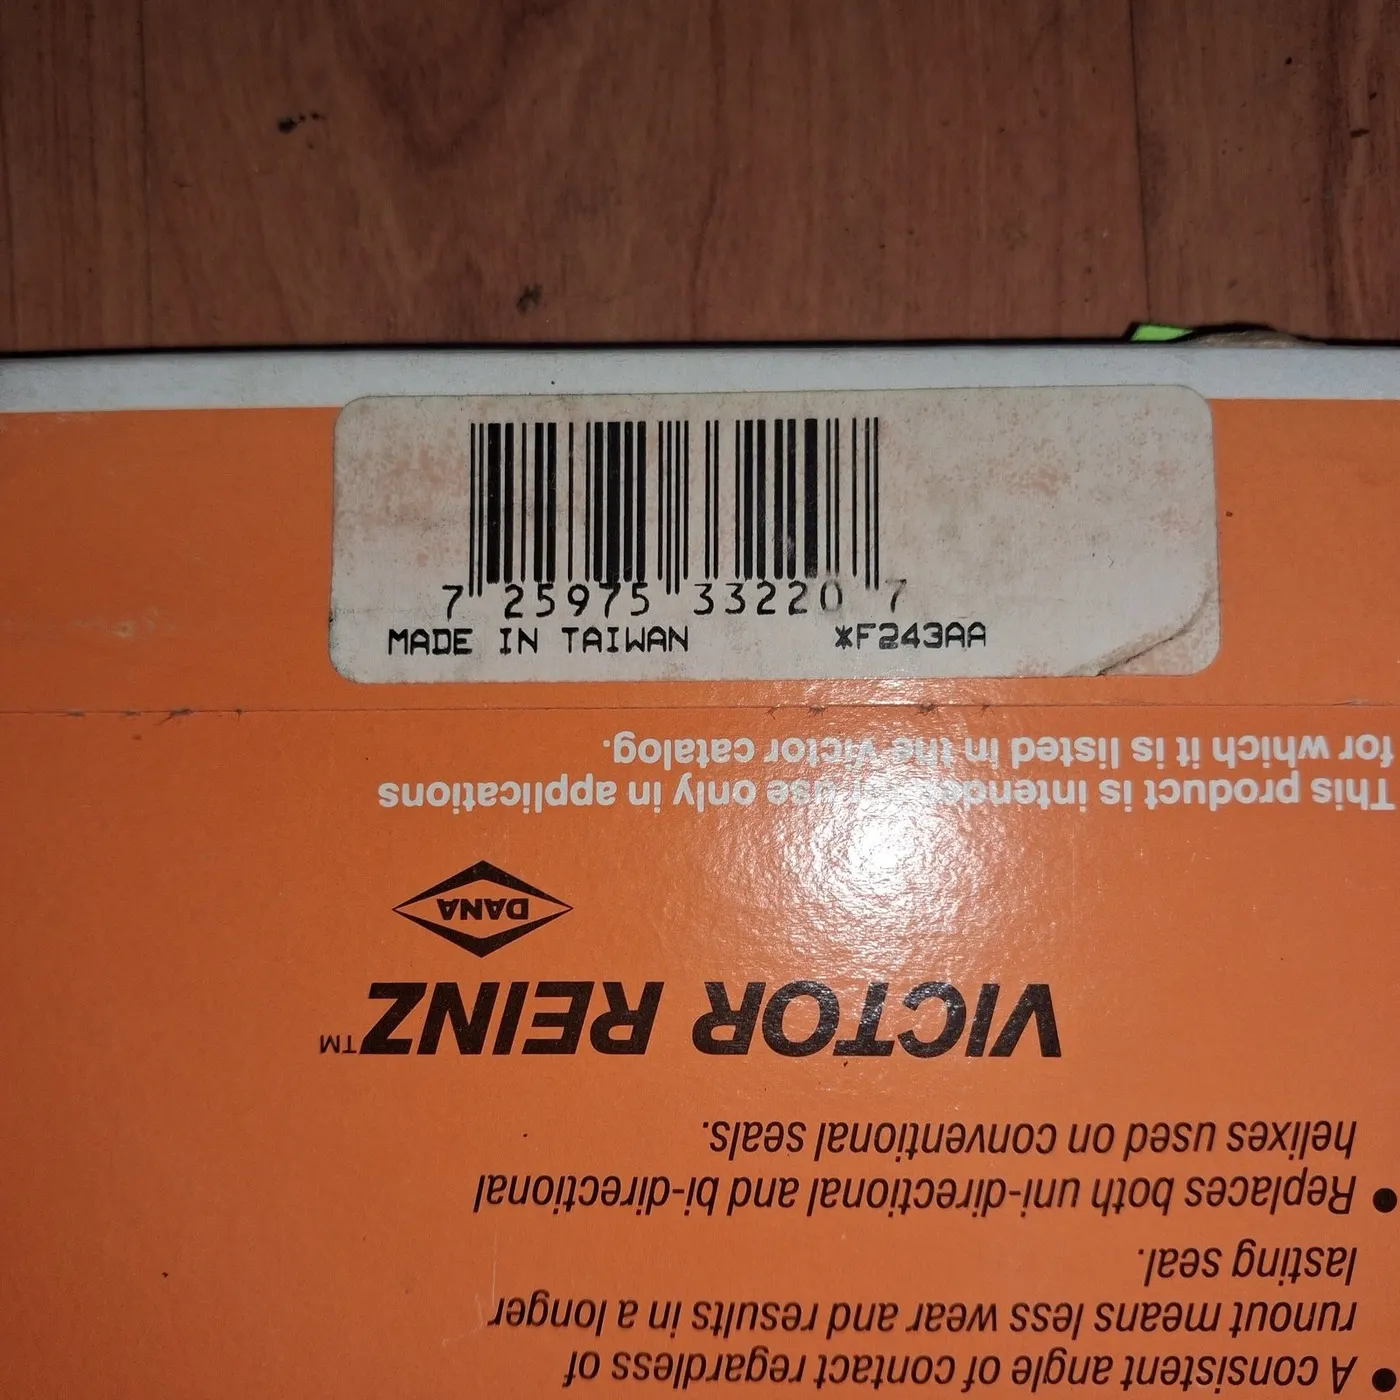 7 25975 33220 7
MADE IN TAIWAN *F243AA
• A consistent angle of contact regardless of
runout means less wear and results in a longer
lasting seal.
• Replaces both uni-directional and bi-directional
helixes used on conventional seals.
VICTOR REINZ™
DANA
This product is intended for use only in applications
for which it is listed in the Victor catalog.